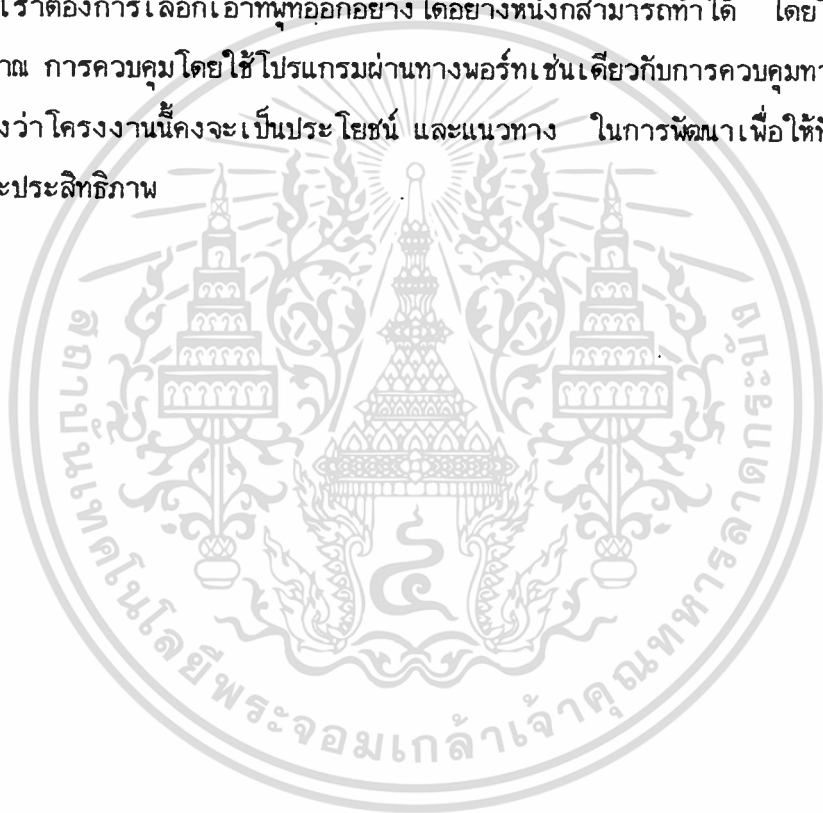 เราต้องการเลือกเอาท์พุทออกอย่างใดอย่างหนึ่งก็สามารถทำได้ โดย
การควบคุมโดยใช้โปรแกรมผ่านทางพอร์ทเช่นเดียวกับการควบคุม
ว่าโครงงานนี้คงจะเป็นประโยชน์ และแนวทาง ในการพัฒนาเพื่อให้
ประสิทธิภาพ
สถาบันเทคโนโลยีพระจอมเกล้าเจ้าคุณทหารลาดกระบัง